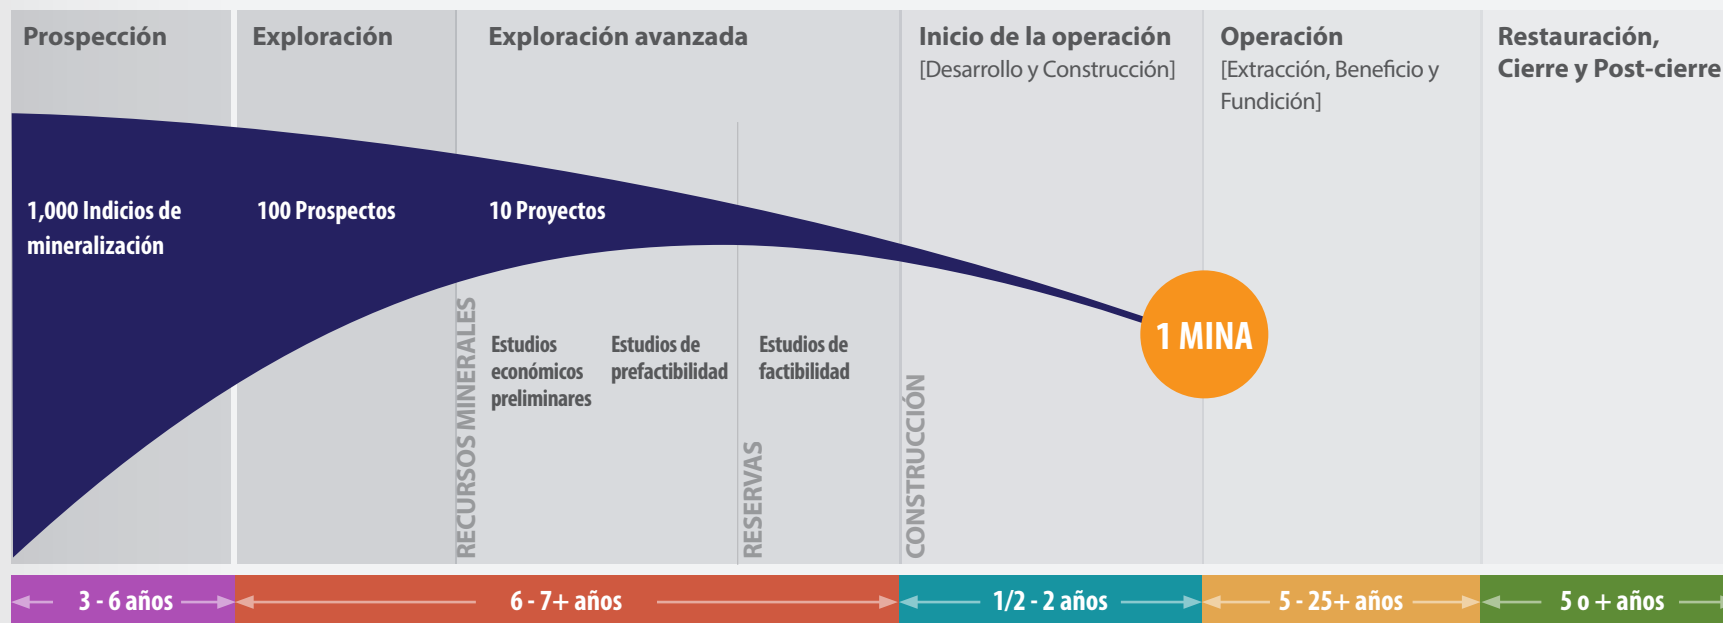 Prospección
Exploración
Exploración avanzada
Inicio de la operación
[Desarrollo y Construcción]
Operación
[Extracción, Beneficio y
Fundición]
Restauración,
Cierre y Post-cierre
1,000 Indicios de
mineralización
100 Prospectos
10 Proyectos
1 MINA
RECURSOS MINERALES
Estudios
económicos
preliminares
Estudios de
prefactibilidad
RESERVAS
Estudios de
factibilidad
CONSTRUCCIÓN
3 - 6 años
6 - 7+ años
1/2 - 2 años
5 - 25+ años
5 o + años